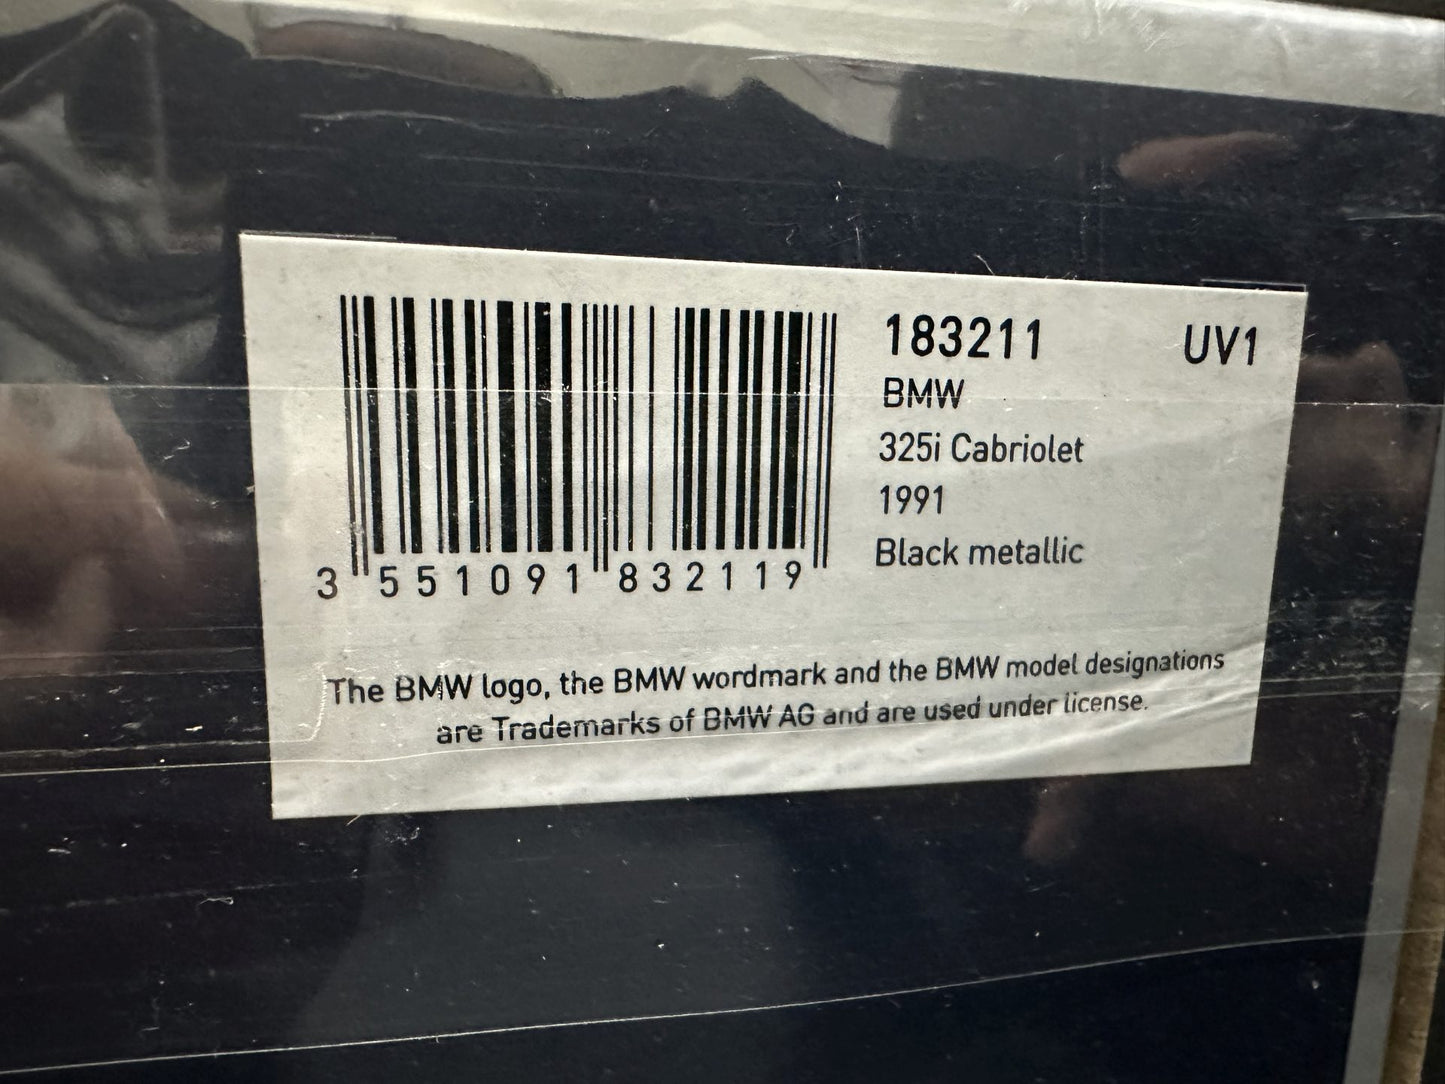 183211 UV1
BMW
325i Cabriolet
1991
Black metallic
3 551091 832119
The BMW logo, the BMW wordmark and the BMW model designations
are Trademarks of BMW AG and are used under license.